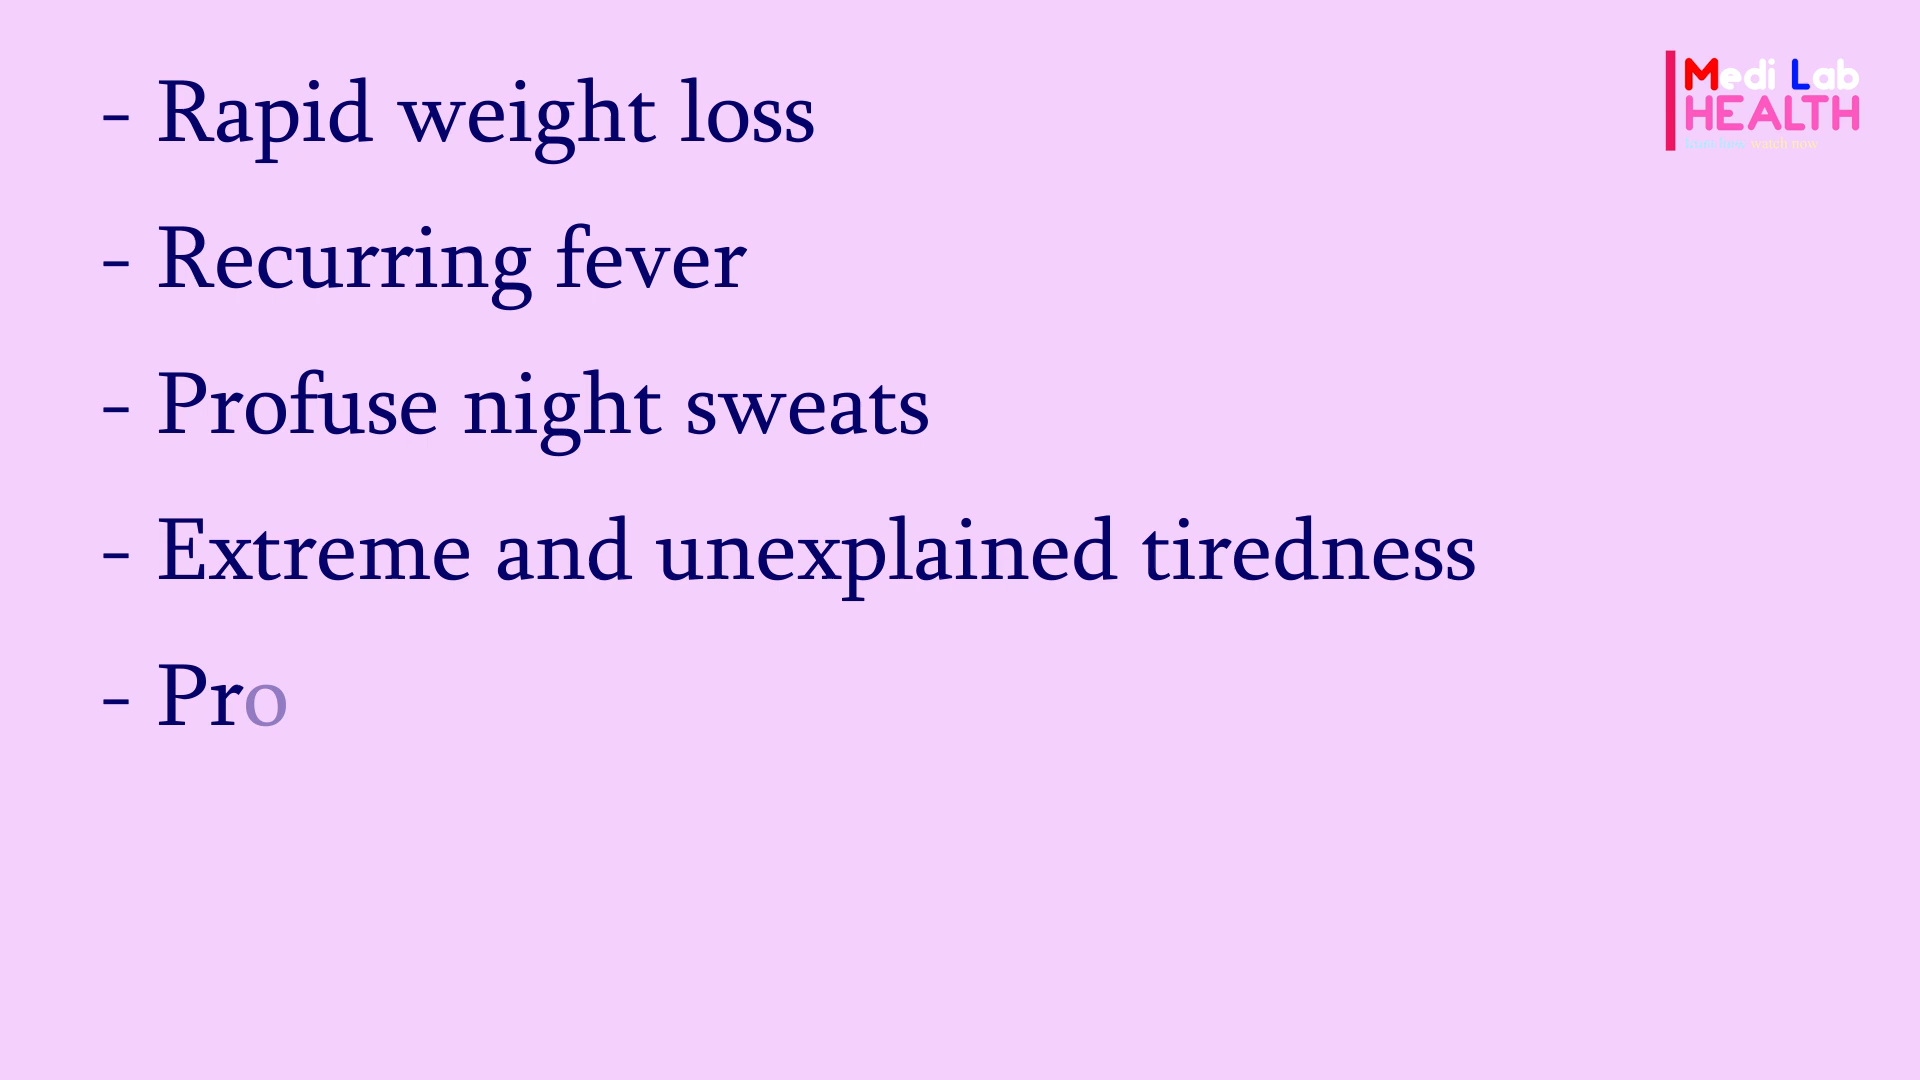 - Rapid weight loss
Medi Lab
HEALTH
- Recurring fever
- Profuse night sweats
- Extreme and unexplained tiredness
- Pro